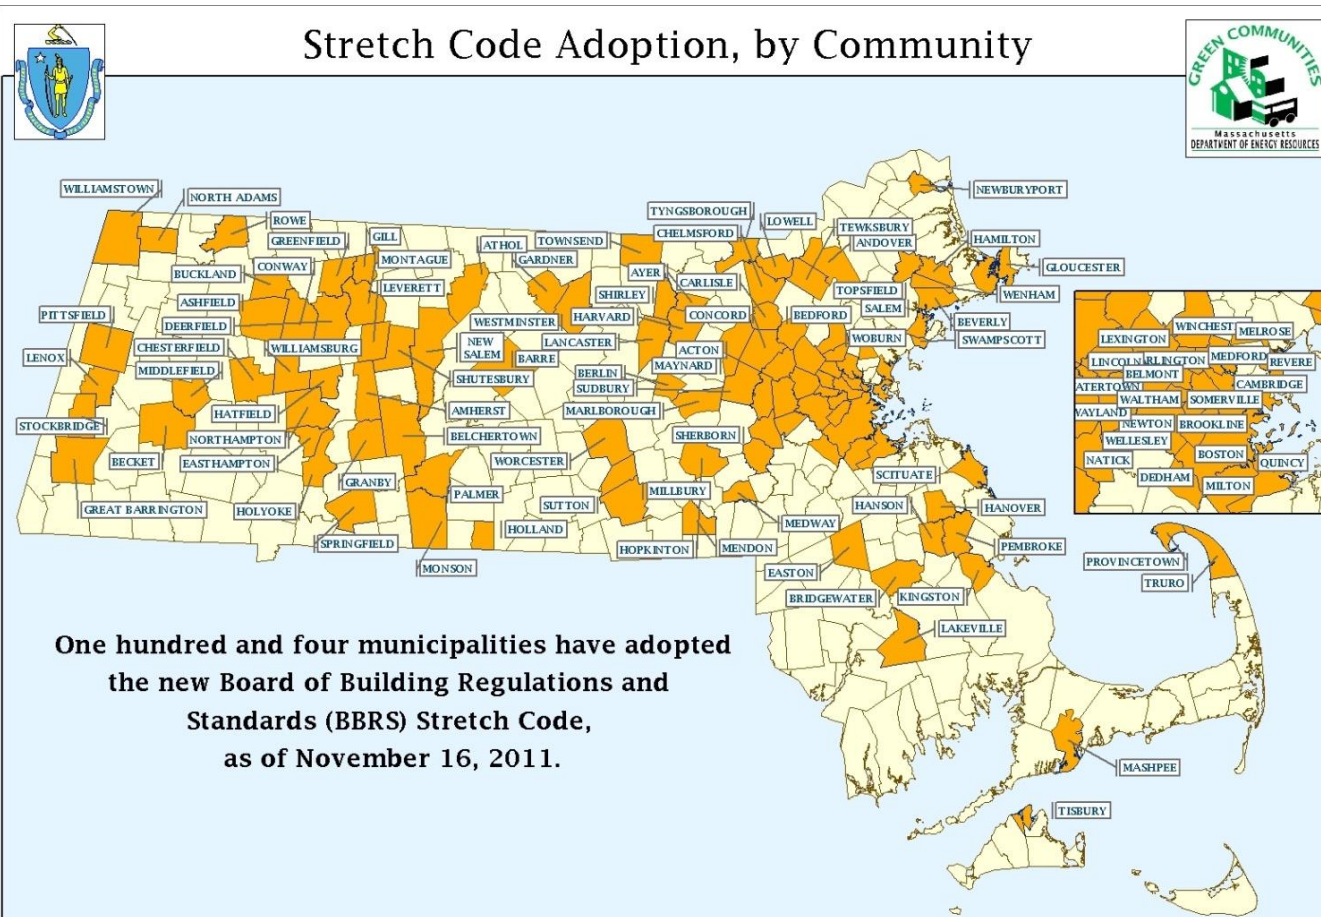 Stretch Code Adoption, by Community
GREEN COMMUNITIES
Massachusetts
DEPARTMENT OF ENERGY RESOURCES
WILLIAMSTOWN
NORTH ADAMS
ROWE
GREENFIELD
GILL
BUCKLAND
CONWAY
MONTAGUE
ASHFIELD
LEVERETT
DEERFIELD
PITTSFIELD
CHESTERFIELD
WILLIAMSBURG
LENOX
MIDDLEFIELD
STOCKBRIDGE
HATFIELD
NORTHAMPTON
BECKET
EASTHAMPTON
GREAT BARRINGTON
HOLYOKE
SPRINGFIELD
GRANBY
MONSON
PALMER
HOLLAND
BELCHERTOWN
AMHERST
SHUTESBURY
NEW
SALEM
BARRE
WESTMINSTER
ATHOL
GARDNER
TOWNSEND
TYNGSBOROUGH
CHELMSFORD
LOWELL
TEWKSBURY
ANDOVER
NEWBURYPORT
HAMILTON
GLOUCESTER
WENHAM
TOPSFIELD
SALEM
BEVERLY
SWAMPSCOTT
AYER
CARLISLE
SHIRLEY
HARVARD
CONCORD
BEDFORD
WOBURN
LANCASTER
ACTON
MAYNARD
BERLIN
SUDBURY
MARLBOROUGH
SHERBORN
WORCESTER
SUTTON
MILLBURY
MEDWAY
HOPKINTON
MENDON
SCITUATE
HANSON
HANOVER
PEMBROKE
EASTON
BRIDGEWATER
KINGSTON
LAKEVILLE
PROVINCETOWN
TRURO
MASHPEE
TISBURY
LEXINGTON
WINCHEST
MELROSE
LINCOLN
RLINGTON
MEDFORD
REVERE
BELMONT
ATERTOWN
CAMBRIDGE
WALTHAM
SOMERVILLE
WAYLAND
NEWTON
BROOKLINE
WELLESLEY
NATICK
BOSTON
QUINCY
DEDHAM
MILTON
One hundred and four municipalities have adopted
the new Board of Building Regulations and
Standards (BBRS) Stretch Code,
as of November 16, 2011.